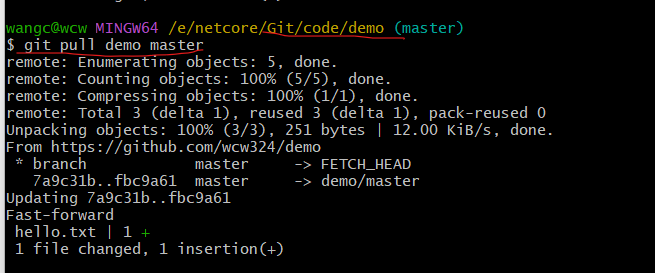 wangc@wcw MINGW64 /e/netcore/Git/code/demo (master)
$ git pull demo master
remote: Enumerating objects: 5, done.
remote: Counting objects: 100% (5/5), done.
remote: Compressing objects: 100% (1/1), done.
remote: Total 3 (delta 1), reused 3 (delta 1), pack-reused 0
Unpacking objects: 100% (3/3), 251 bytes | 12.00 KiB/s, done.
From https://github.com/wcw324/demo
 * branch            master     -> FETCH_HEAD
   7a9c31b..fbc9a61  master     -> demo/master
Updating 7a9c31b..fbc9a61
Fast-forward
 hello.txt | 1 +
 1 file changed, 1 insertion(+)